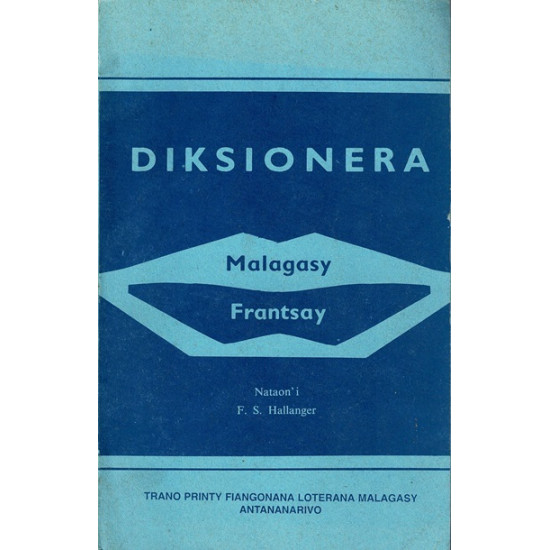 DIKSIONERA
Malagasy
Frantsay
Nataon'i
F. S. Hallanger
TRANO PRINTY FIANGONANA LOTERANA MALAGASY
ANTANANARIVO